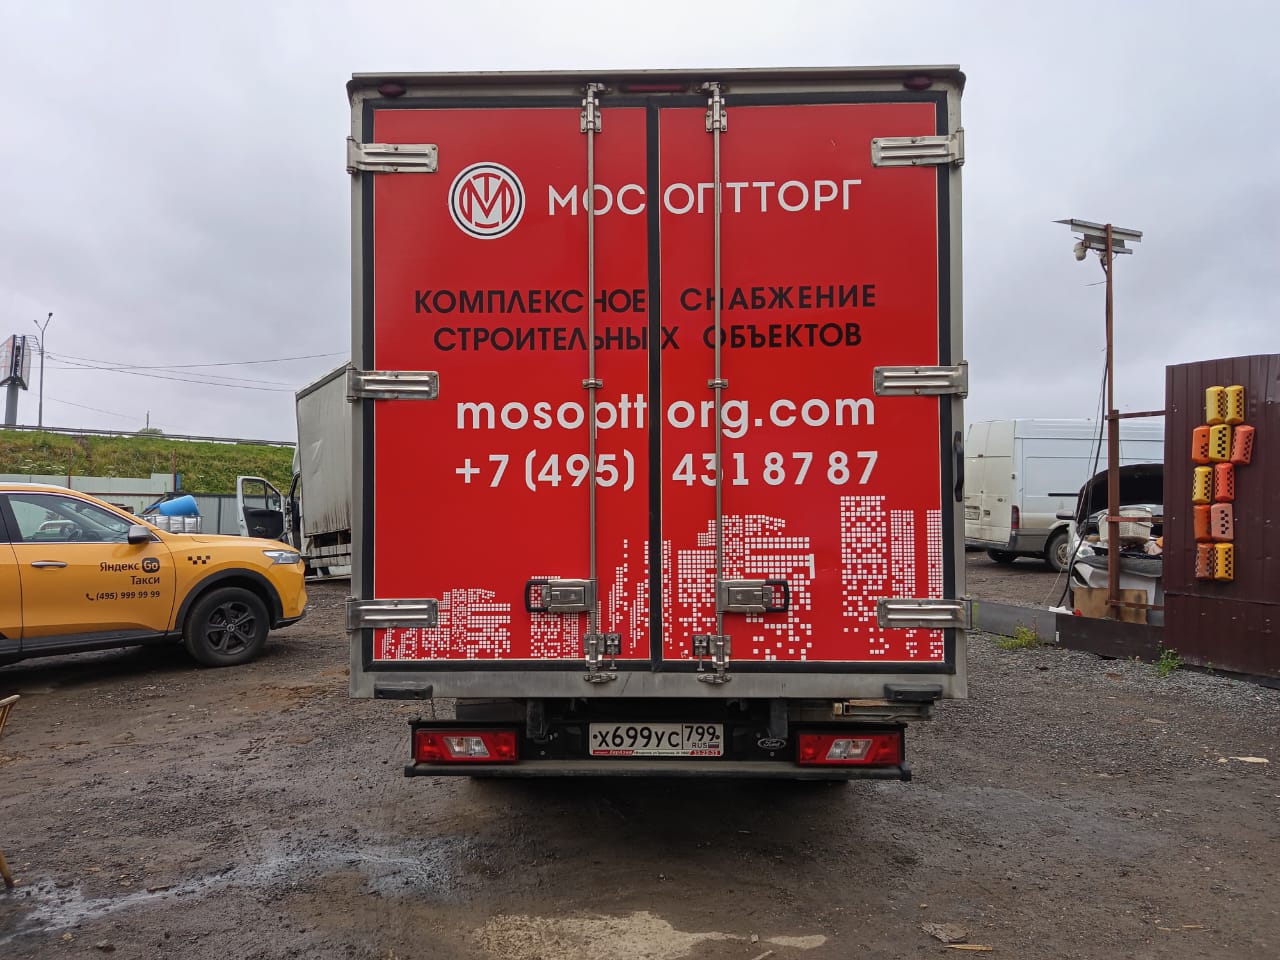 МОСОПТТОРГ
КОМПЛЕКСНОЕ СНАБЖЕНИЕ
СТРОИТЕЛЬНЫХ ОБЪЕКТОВ
mosopttorg.com
+7 (495) 431 87 87
Яндекс Go
Такси
(495) 999 99 99
х699ус 799
RUS
Ford